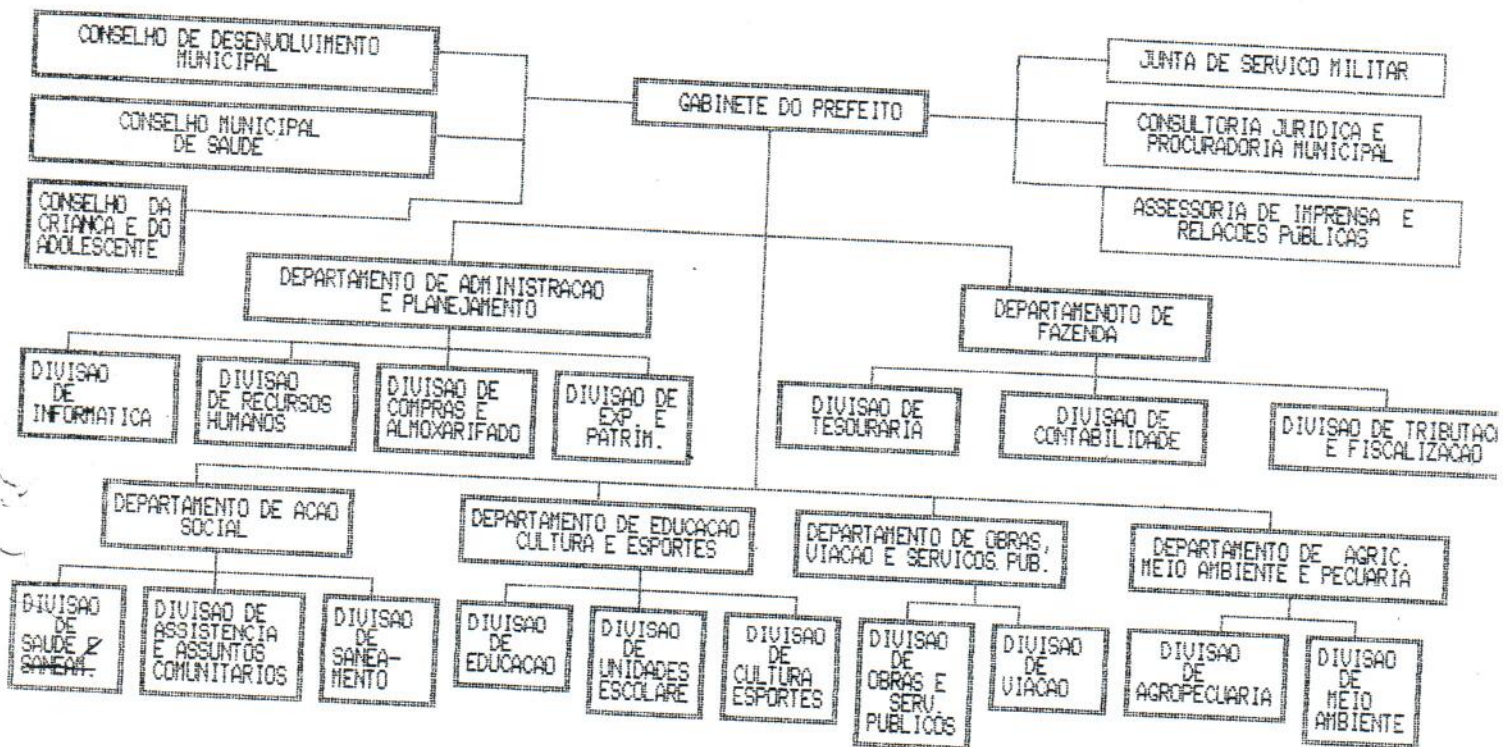 CONSELHO DE DESENVOLVIMENTO
MUNICIPAL
CONSELHO MUNICIPAL
DE SAUDE
CONSELHO DA
CRIANCA E DO
ADOLESCENTE
GABINETE DO PREFEITO
JUNTA DE SERVICO MILITAR
CONSULTORIA JURIDICA E
PROCURADORIA MUNICIPAL
ASSESSORIA DE IMPRENSA E
RELACOES PUBLICAS
DEPARTAMENTO DE ADMINISTRACAO
E PLANEJAMENTO
DEPARTAMENOTO DE
FAZENDA
DIVISAO
DE
INFORMATICA
DIVISAO
DE RECURSOS
HUMANOS
DIVISAO DE
COMPRAS E
ALMOXARIFADO
DIVISAO DE
EXP. E
PATRIM.
DIVISAO DE
TESOURARIA
DIVISAO DE
CONTABILIDADE
DIVISAO DE TRIBUTAC
E FISCALIZACAO
DEPARTAMENTO DE ACAO
SOCIAL
DEPARTAMENTO DE EDUCACAO
CULTURA E ESPORTES
DEPARTAMENTO DE OBRAS,
VIACAO E SERVICOS PUB.
DEPARTAMENTO DE AGRIC.
MEIO AMBIENTE E PECUARIA
DIVISAO
DE
SAUDE E
SANEAM.
DIVISAO DE
ASSISTENCIA
E ASSUNTOS
COMUNITARIOS
DIVISAO
DE
SANEA-
MENTO
DIVISAO
DE
EDUCACAO
DIVISAO
DE
UNIDADES
ESCOLARE
DIVISAO
DE
CULTURA
ESPORTES
DIVISAO
DE
OBRAS E
SERV.
PUBLICOS
DIVISAO
DE
VIACAO
DIVISAO
DE
AGROPECUARIA
DIVISAO
DE
MEIO
AMBIENTE